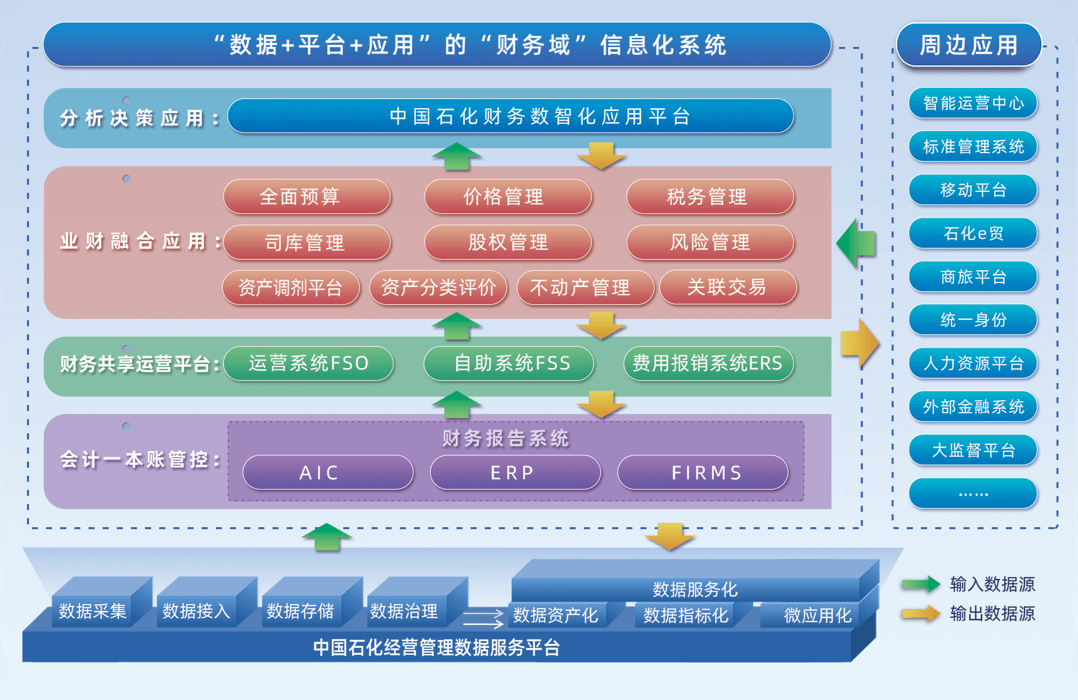 “数据+平台+应用”的“财务域”信息化系统
分析决策应用：
中国石化财务数智化应用平台
业财融合应用：
全面预算
价格管理
税务管理
司库管理
股权管理
风险管理
资产调剂平台
资产分类评价
不动产管理
关联交易
财务共享运营平台：
运营系统FSO
自助系统FSS
费用报销系统ERS
会计一本账管控：
财务报告系统
AIC
ERP
FIRMS
周边应用
智能运营中心
标准管理系统
移动平台
石化e贸
商旅平台
统一身份
人力资源平台
外部金融系统
大监督平台
……
数据采集
数据接入
数据存储
数据治理
数据服务化
数据资产化
数据指标化
微应用化
中国石化经营管理数据服务平台
输入数据源
输出数据源